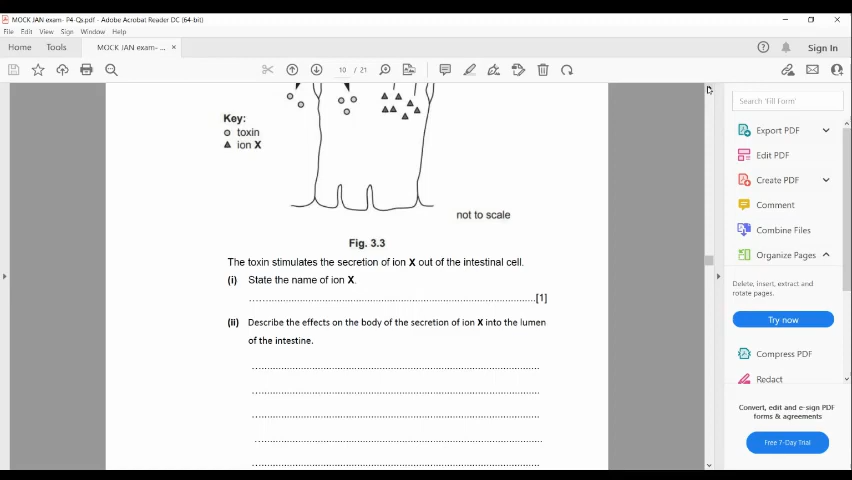 MOCK JAN exam- P4-Qs.pdf - Adobe Acrobat Reader DC (64-bit)
File Edit View Sign Window Help
Home Tools MOCK JAN exam- ... × Sign In
10 / 21
Key:
toxin
ion X
not to scale
Fig. 3.3
The toxin stimulates the secretion of ion X out of the intestinal cell.
(i) State the name of ion X.
................................................................................................[1]
(ii) Describe the effects on the body of the secretion of ion X into the lumen
of the intestine.
................................................................................................
................................................................................................
................................................................................................
................................................................................................
................................................................................................
Search 'Fill Form'
Export PDF
Edit PDF
Create PDF
Comment
Combine Files
Organize Pages
Delete, insert, extract and
rotate pages.
Try now
Compress PDF
Redact
Convert, edit and e-sign PDF
forms & agreements
Free 7-Day Trial